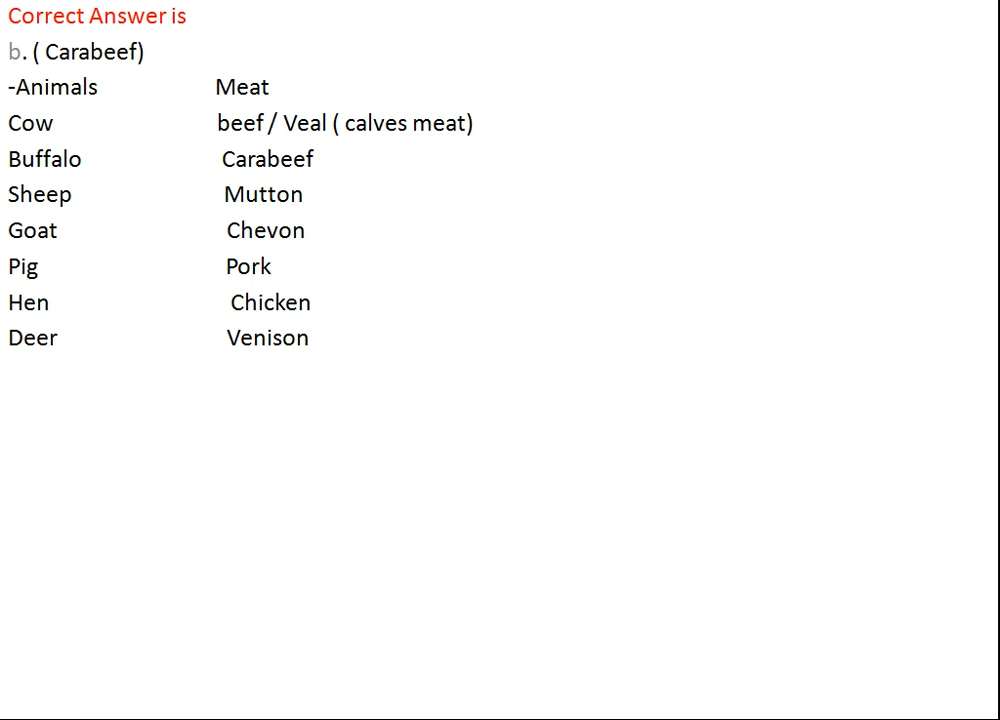 Correct Answer is
b. ( Carabeef)
-Animals Meat
Cow beef / Veal ( calves meat)
Buffalo Carabeef
Sheep Mutton
Goat Chevon
Pig Pork
Hen Chicken
Deer Venison